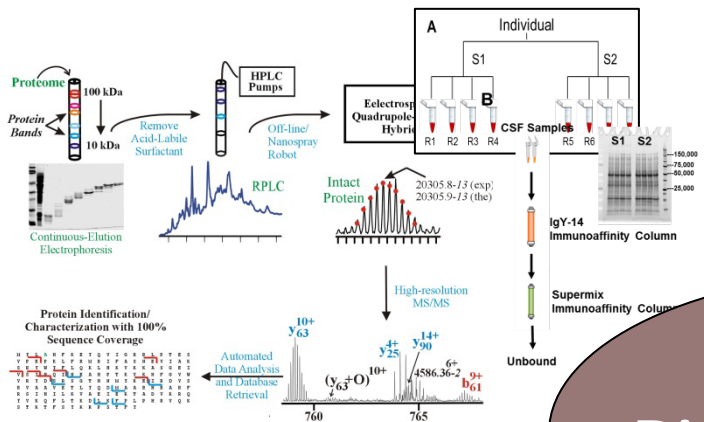 Proteome
100 kDa
Protein
Bands
10 kDa
Continuous-Elution
Electrophoresis
Remove
Acid-Labile
Surfactant
HPLC
Pumps
RPLC
Off-line/
Nanospray
Robot
Eelectrosp
Quadrupole-
Hybri
Intact
Protein
20305.8-13 (exp)
20305.9-13 (the)
High-resolution
MS/MS
A
Individual
S1
S2
R1 R2 R3 R4 R5 R6
B
CSF Samples
S1 S2
150,000
75,000
50,000
25,000
IgY-14
Immunoaffinity Column
Supermix
Immunoaffinity Colum
Unbound
Protein Identification/
Characterization with 100%
Sequence Coverage
Automated
Data Analysis
and Database
Retrieval
y63 10+
(y63+O)10+
y25 4+
y90 14+
4586.36-2 6+
b61 9+
760
765